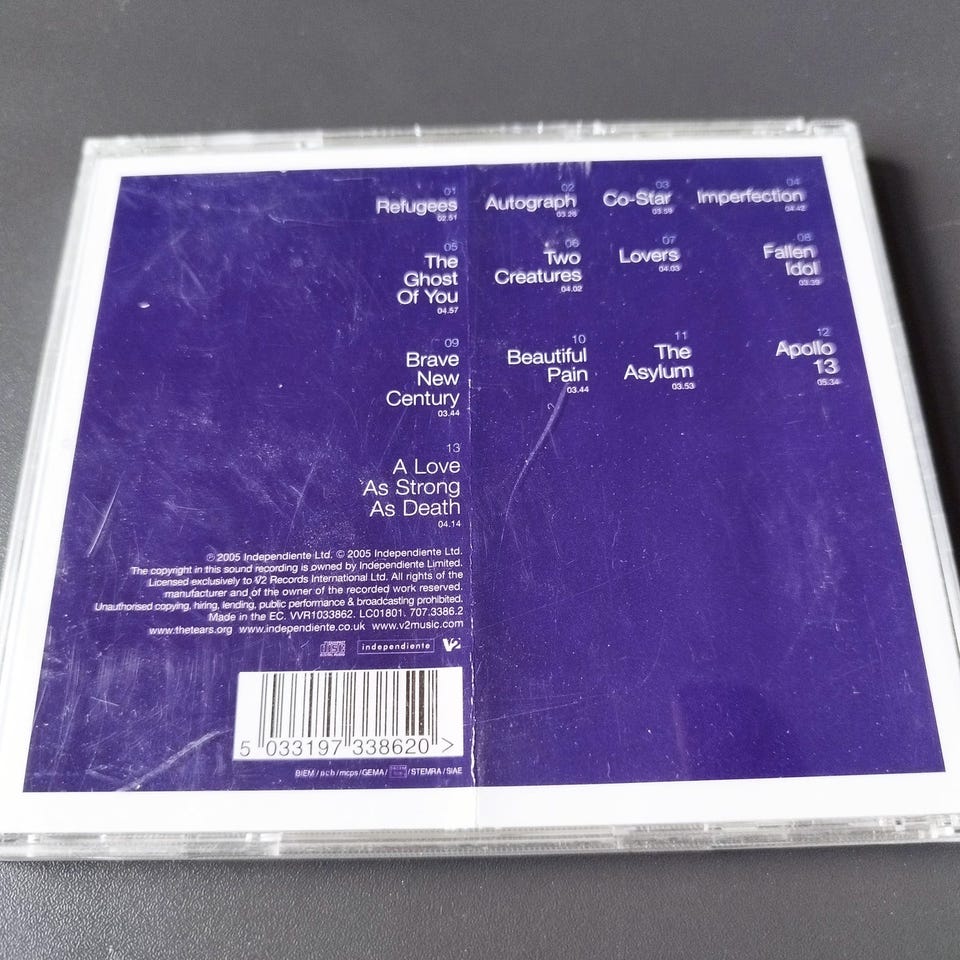 01
Refugees
02.51
02
Autograph
03.26
03
Co-Star
03.59
04
Imperfection
04.42
05
The
Ghost
Of You
04.57
06
Two
Creatures
04.02
07
Lovers
04.03
08
Fallen
Idol
03.39
09
Brave
New
Century
03.44
10
Beautiful
Pain
03.44
11
The
Asylum
03.53
12
Apollo
13
05.34
13
A Love
As Strong
As Death
04.14
℗ 2005 Independiente Ltd. © 2005 Independiente Ltd.
The copyright in this sound recording is owned by Independiente Limited.
Licensed exclusively to V2 Records International Ltd. All rights of the
manufacturer and of the owner of the recorded work reserved.
Unauthorised copying, hiring, lending, public performance & broadcasting prohibited.
Made in the EC. VVR1033862. LC01801. 707.3386.2
www.thetears.org www.independiente.co.uk www.v2music.com
disc independiente V2
5 033197 338620 >
BIEM / ncb / mcps / GEMA / / STEMRA / SIAE